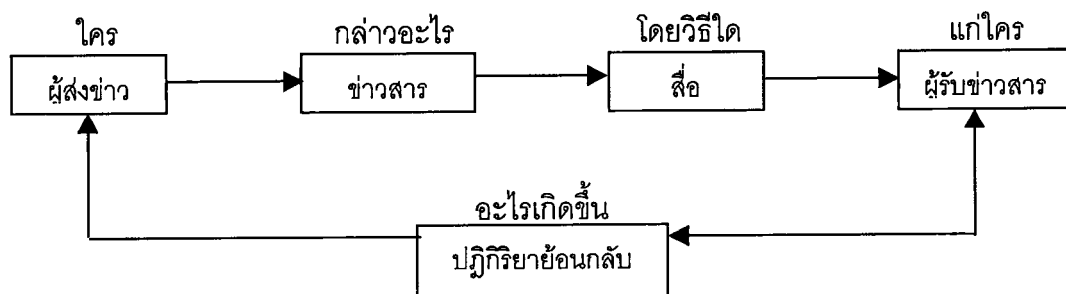 ใคร
กล่าวอะไร
โดยวิธีใด
แก่ใคร
ผู้ส่งข่าว
ข่าวสาร
สื่อ
ผู้รับข่าวสาร
อะไรเกิดขึ้น
ปฏิกิริยาย้อนกลับ